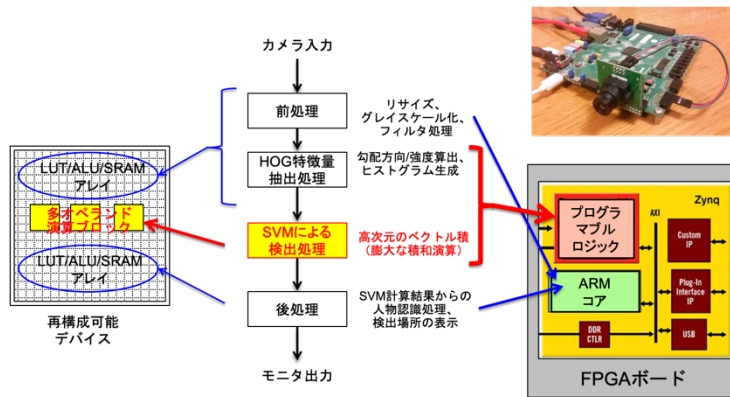 カメラ入力
前処理
リサイズ、
グレイスケール化、
フィルタ処理
HOG特徴量
抽出処理
勾配方向/強度算出、
ヒストグラム生成
SVMによる
検出処理
高次元のベクトル積
（膨大な積和演算）
後処理
SVM計算結果からの
人物認識処理、
検出場所の表示
モニタ出力
LUT/ALU/SRAM
アレイ
多オペランド
演算ブロック
LUT/ALU/SRAM
アレイ
再構成可能
デバイス
Zynq
プログラ
マブル
ロジック
AXI
Custom
IP
ARM
コア
Plug-In
Interface
IP
DDR
CTLR
USB
FPGAボード